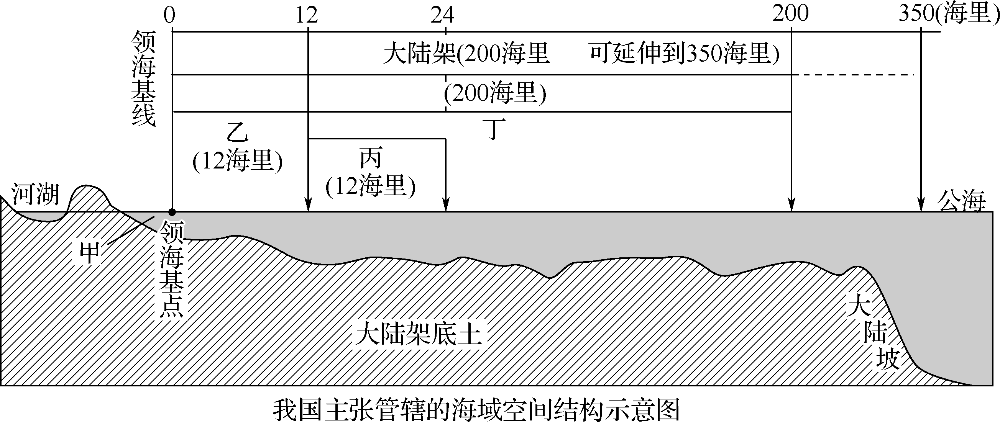 0
12
24
200
350(海里)
领海基线
大陆架(200海里 可延伸到350海里)
(200海里)
乙
(12海里)
丁
丙
(12海里)
河湖
公海
甲
领海基点
大陆架底土
大陆坡
我国主张管辖的海域空间结构示意图